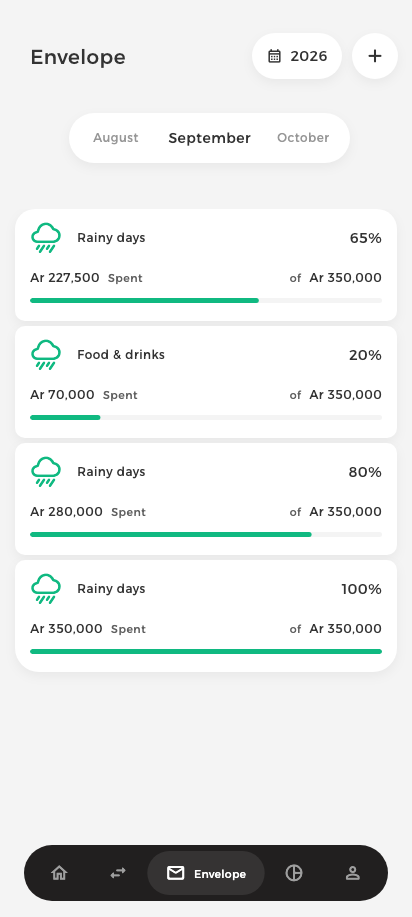 Envelope 2026
August September October
Rainy days 65%
Ar 227,500 Spent of Ar 350,000
Food & drinks 20%
Ar 70,000 Spent of Ar 350,000
Rainy days 80%
Ar 280,000 Spent of Ar 350,000
Rainy days 100%
Ar 350,000 Spent of Ar 350,000
Envelope